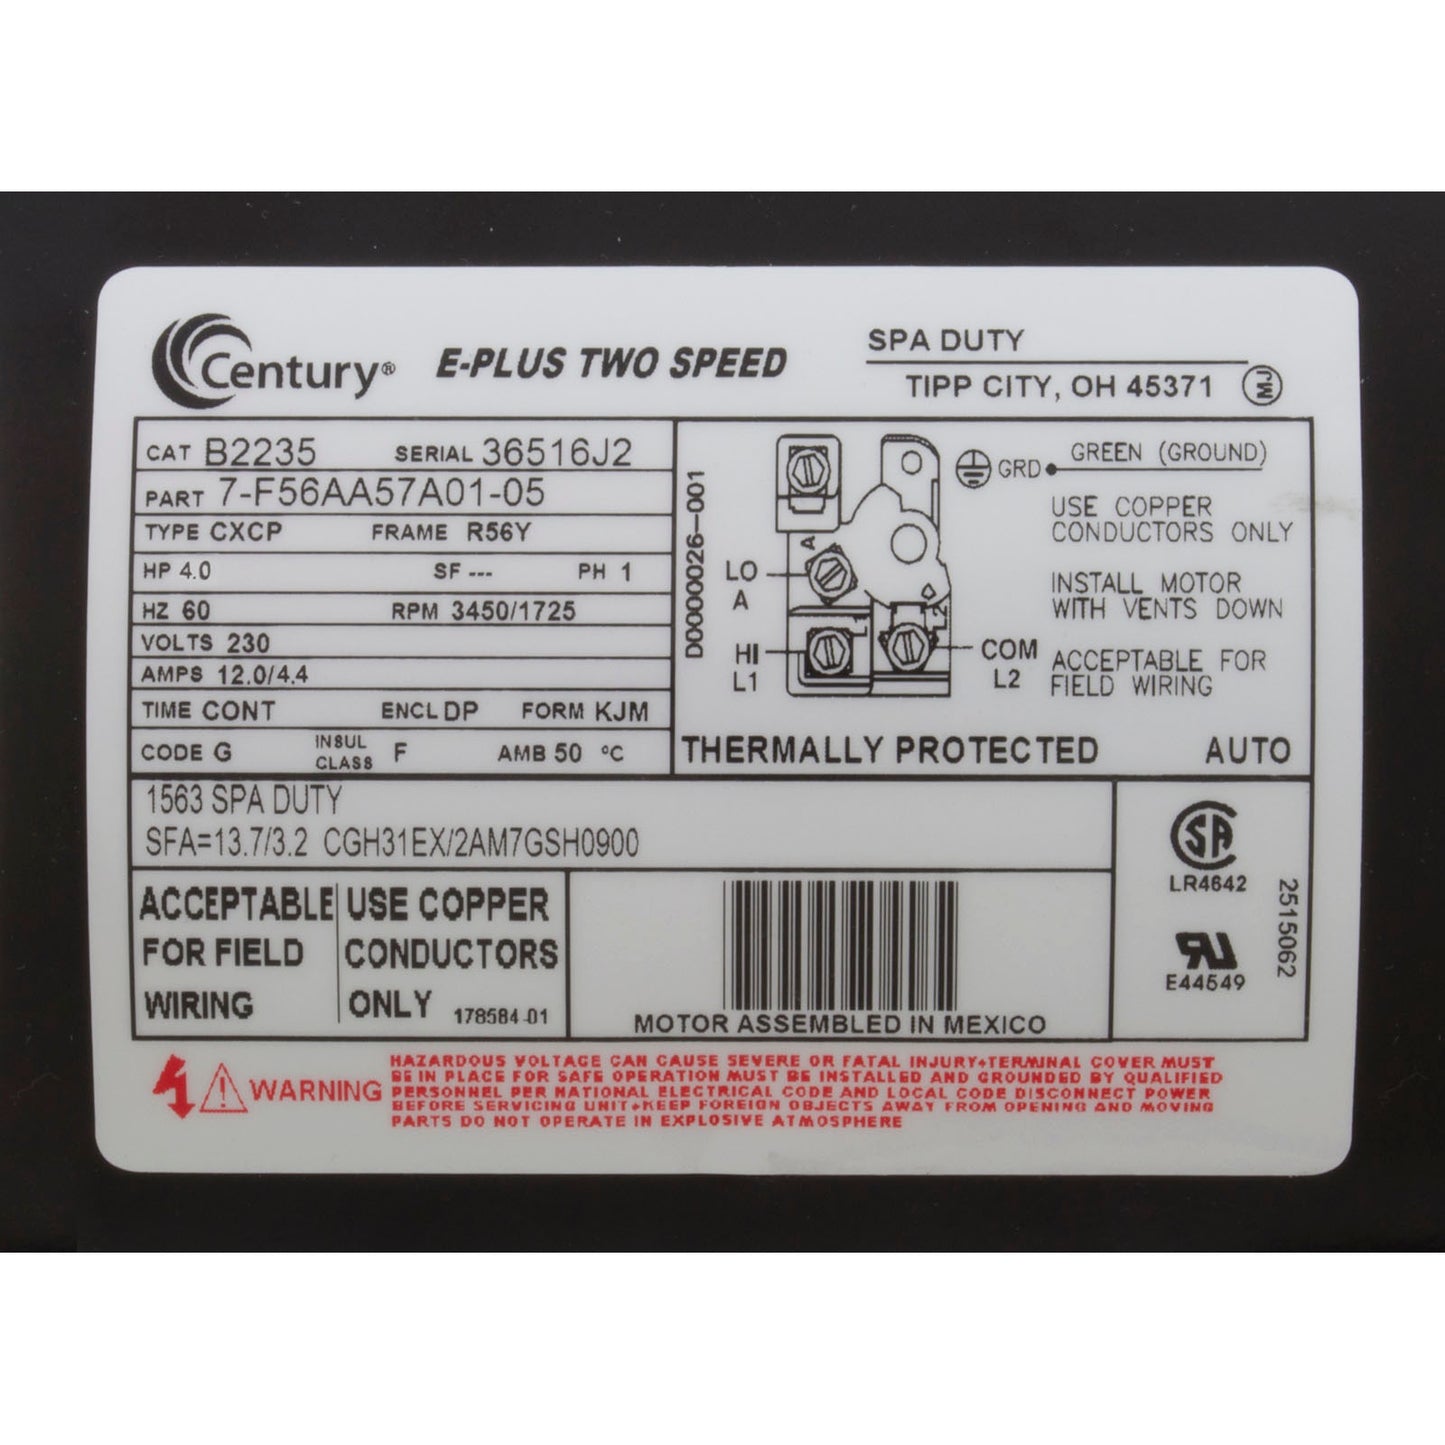 Century® E-PLUS TWO SPEED
SPA DUTY
TIPP CITY, OH 45371 MJ
CAT B2235 SERIAL 36516J2
PART 7-F56AA57A01-05
TYPE CXCP FRAME R56Y
HP 4.0 SF --- PH 1
HZ 60 RPM 3450/1725
VOLTS 230
AMPS 12.0/4.4
TIME CONT ENCL DP FORM KJM
CODE G INSUL CLASS F AMB 50 °C
D000026-001
A
LO
A
1
2
HI
L1
COM
L2
GRD GREEN (GROUND)
USE COPPER
CONDUCTORS ONLY
INSTALL MOTOR
WITH VENTS DOWN
ACCEPTABLE FOR
FIELD WIRING
THERMALLY PROTECTED AUTO
1563 SPA DUTY
SFA=13.7/3.2 CGH31EX/2AM7GSH0900
ACCEPTABLE
FOR FIELD
WIRING
USE COPPER
CONDUCTORS
ONLY 178584-01
MOTOR ASSEMBLED IN MEXICO
SA
LR4642
RU
E44549
2515062
WARNING
HAZARDOUS VOLTAGE CAN CAUSE SEVERE OR FATAL INJURY•TERMINAL COVER MUST
BE IN PLACE FOR SAFE OPERATION MUST BE INSTALLED AND GROUNDED BY QUALIFIED
PERSONNEL PER NATIONAL ELECTRICAL CODE AND LOCAL CODE DISCONNECT POWER
BEFORE SERVICING UNIT•KEEP FOREIGN OBJECTS AWAY FROM OPENING AND MOVING
PARTS DO NOT OPERATE IN EXPLOSIVE ATMOSPHERE